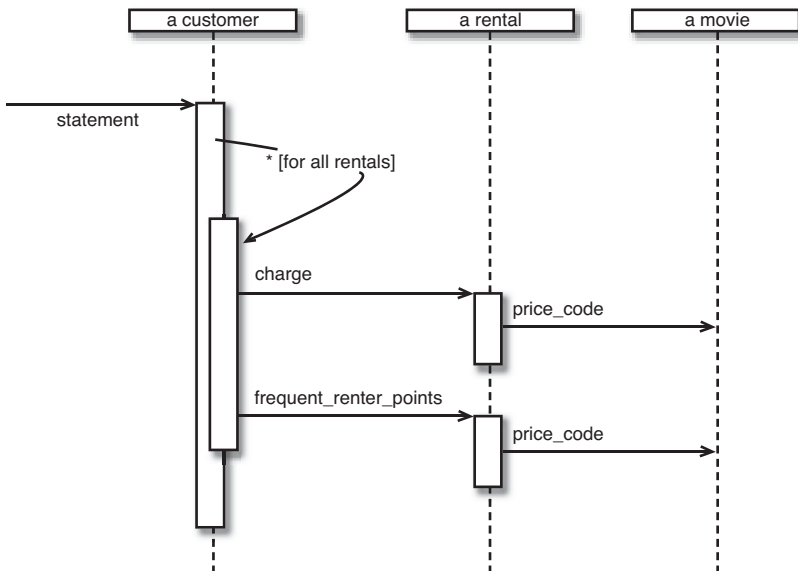 a customer
a rental
a movie
statement
* [for all rentals]
charge
price_code
frequent_renter_points
price_code